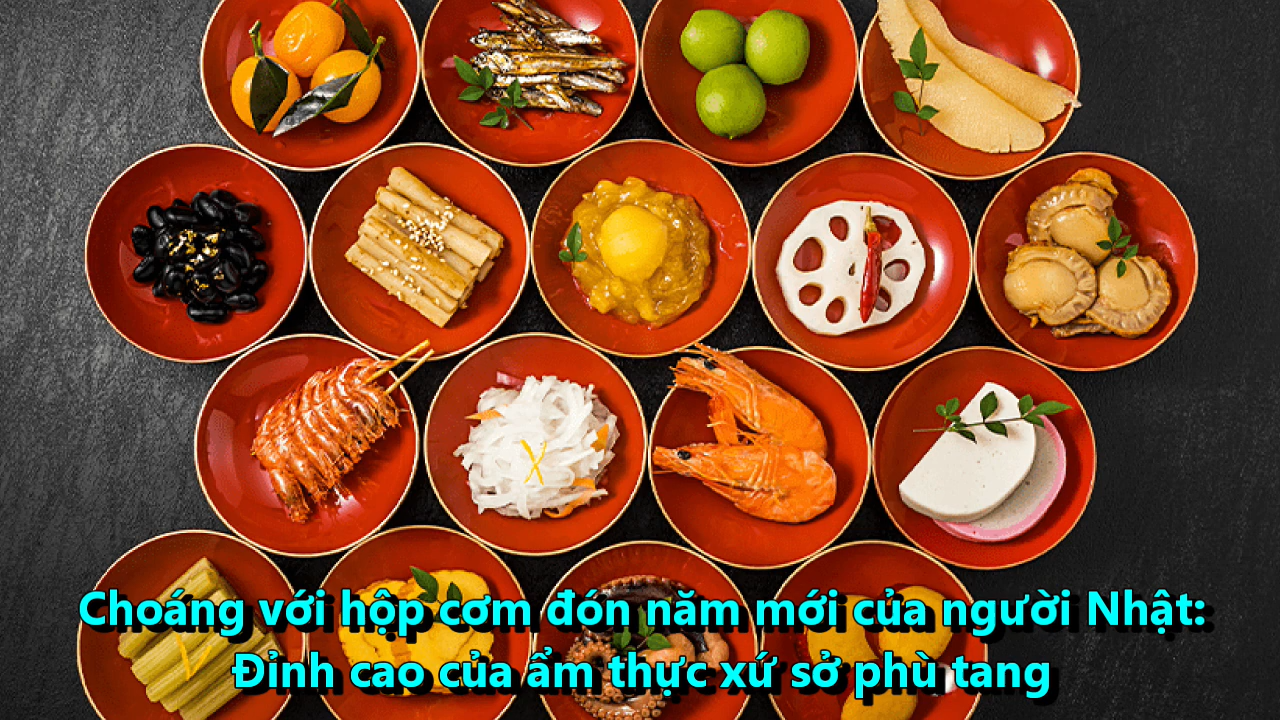 Choáng với hộp cơm đón năm mới của người Nhật:
Đỉnh cao của ẩm thực xứ sở phù tang